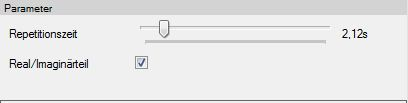 Parameter
Repetitionszeit 2,12s
Real/Imaginärteil